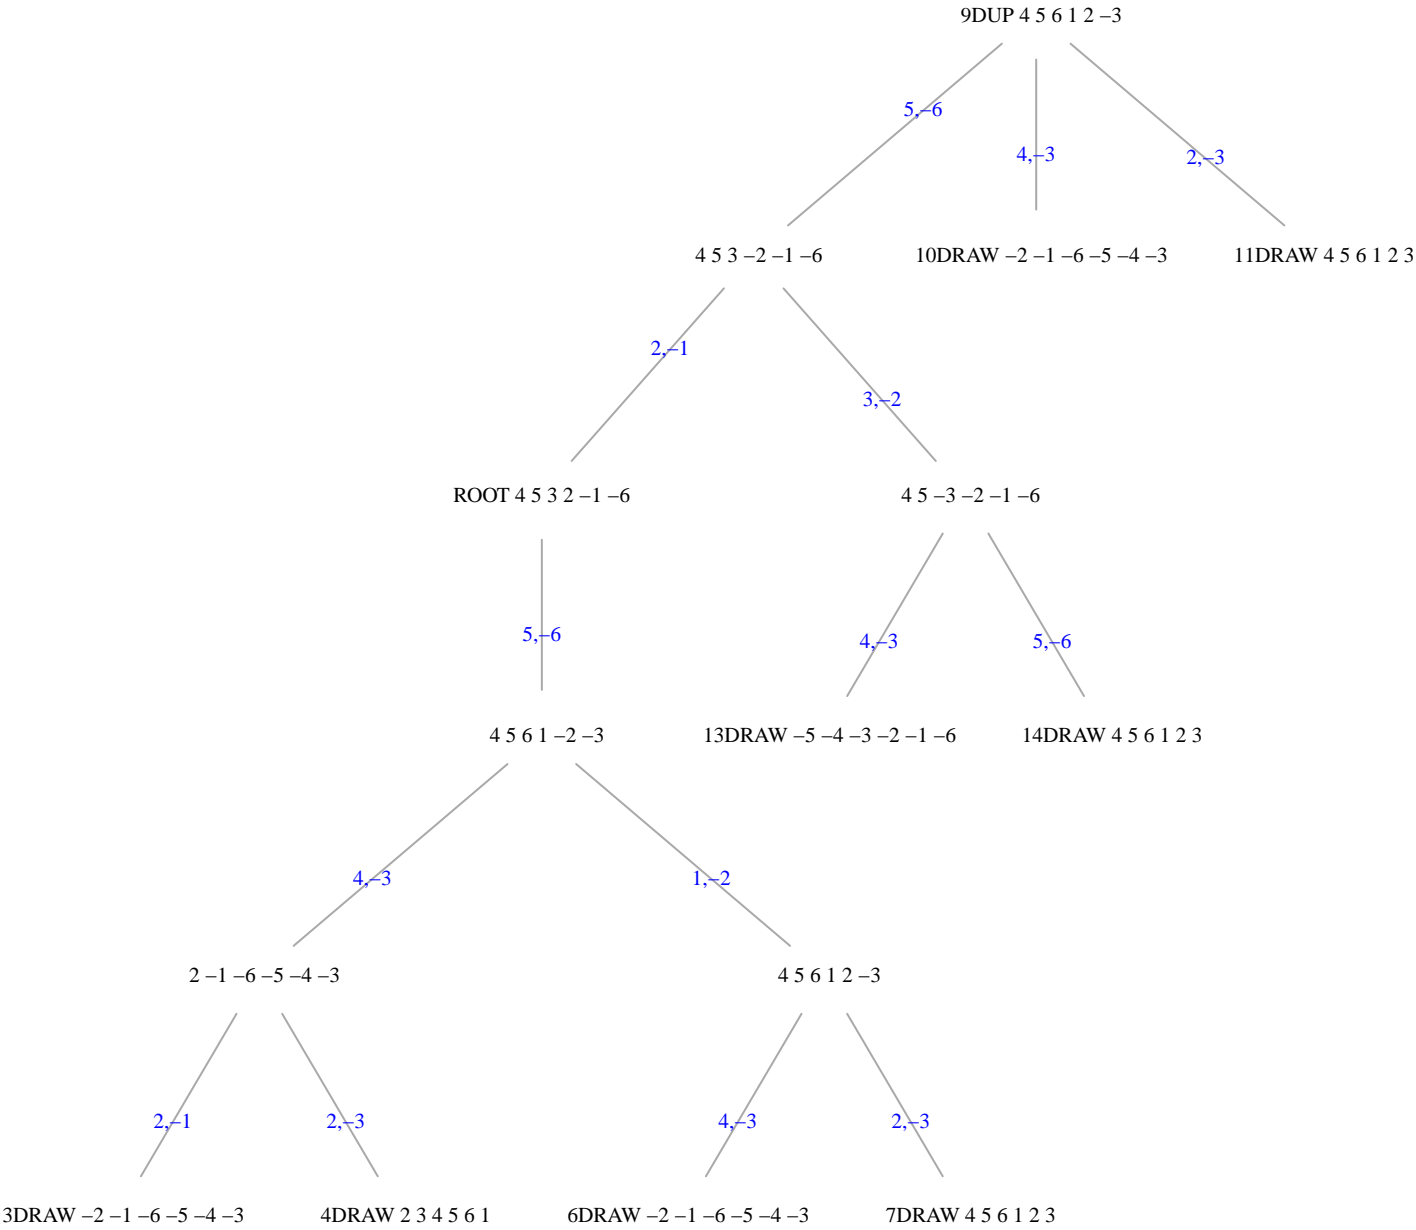 9DUP 4 5 6 1 2 –3
5,–6
4,–3
2,–3
4 5 3 –2 –1 –6
10DRAW –2 –1 –6 –5 –4 –3
11DRAW 4 5 6 1 2 3
2,–1
3,–2
ROOT 4 5 3 2 –1 –6
4 5 –3 –2 –1 –6
5,–6
4,–3
5,–6
4 5 6 1 –2 –3
13DRAW –5 –4 –3 –2 –1 –6
14DRAW 4 5 6 1 2 3
4,–3
1,–2
2 –1 –6 –5 –4 –3
4 5 6 1 2 –3
2,–1
2,–3
4,–3
2,–3
3DRAW –2 –1 –6 –5 –4 –3
4DRAW 2 3 4 5 6 1
6DRAW –2 –1 –6 –5 –4 –3
7DRAW 4 5 6 1 2 3